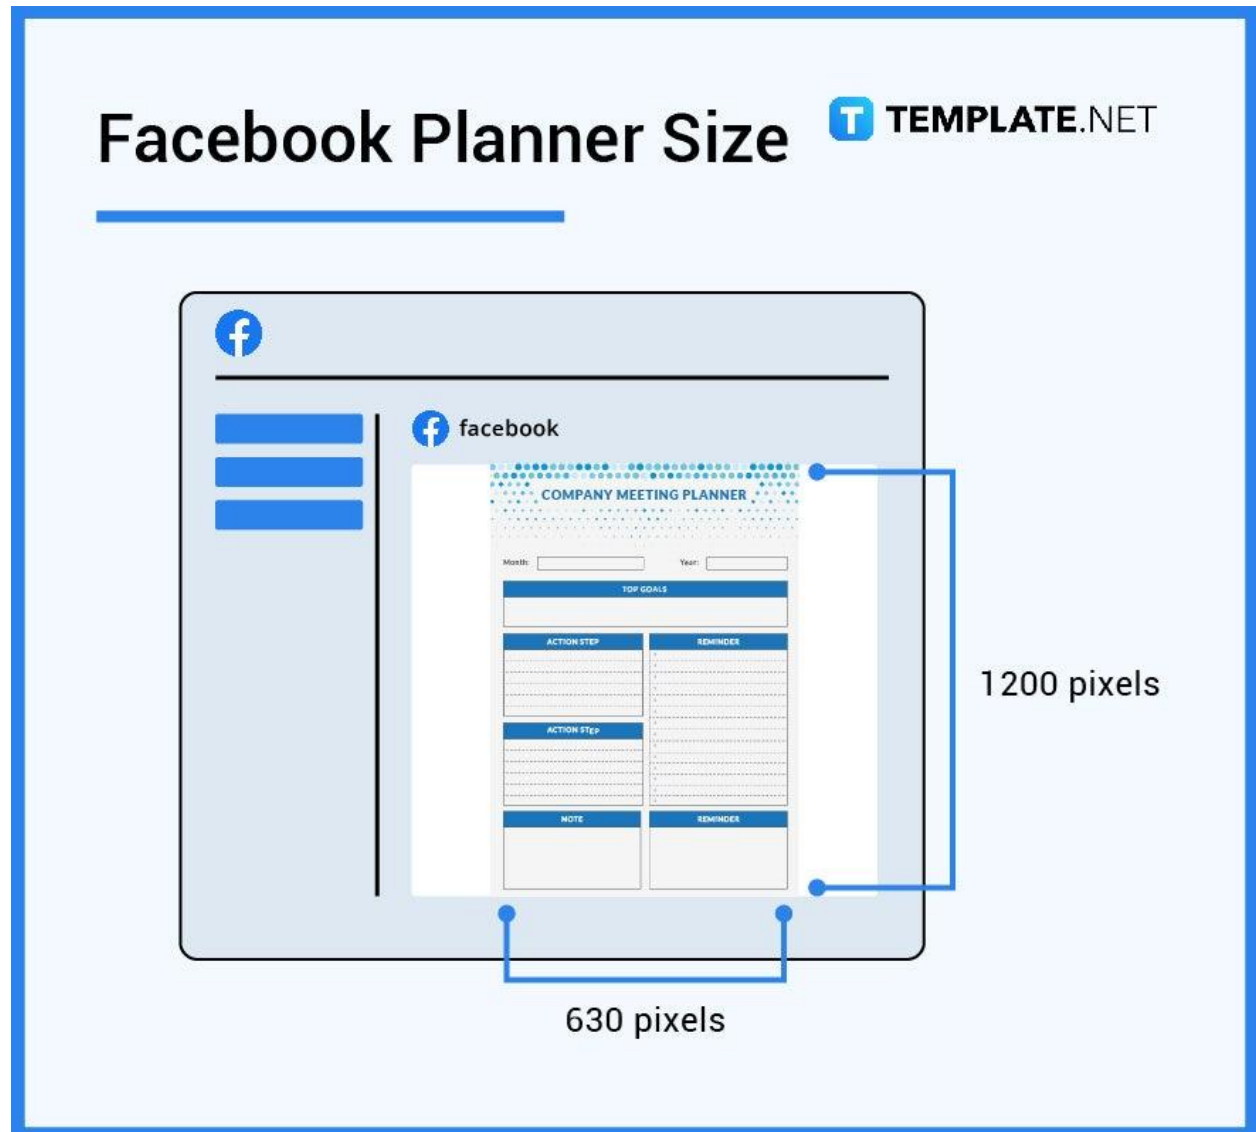 Facebook Planner Size
T TEMPLATE.NET
facebook
COMPANY MEETING PLANNER
Month:
Year:
TOP GOALS
ACTION STEP
REMINDER
ACTION STEP
NOTE
REMINDER
1200 pixels
630 pixels